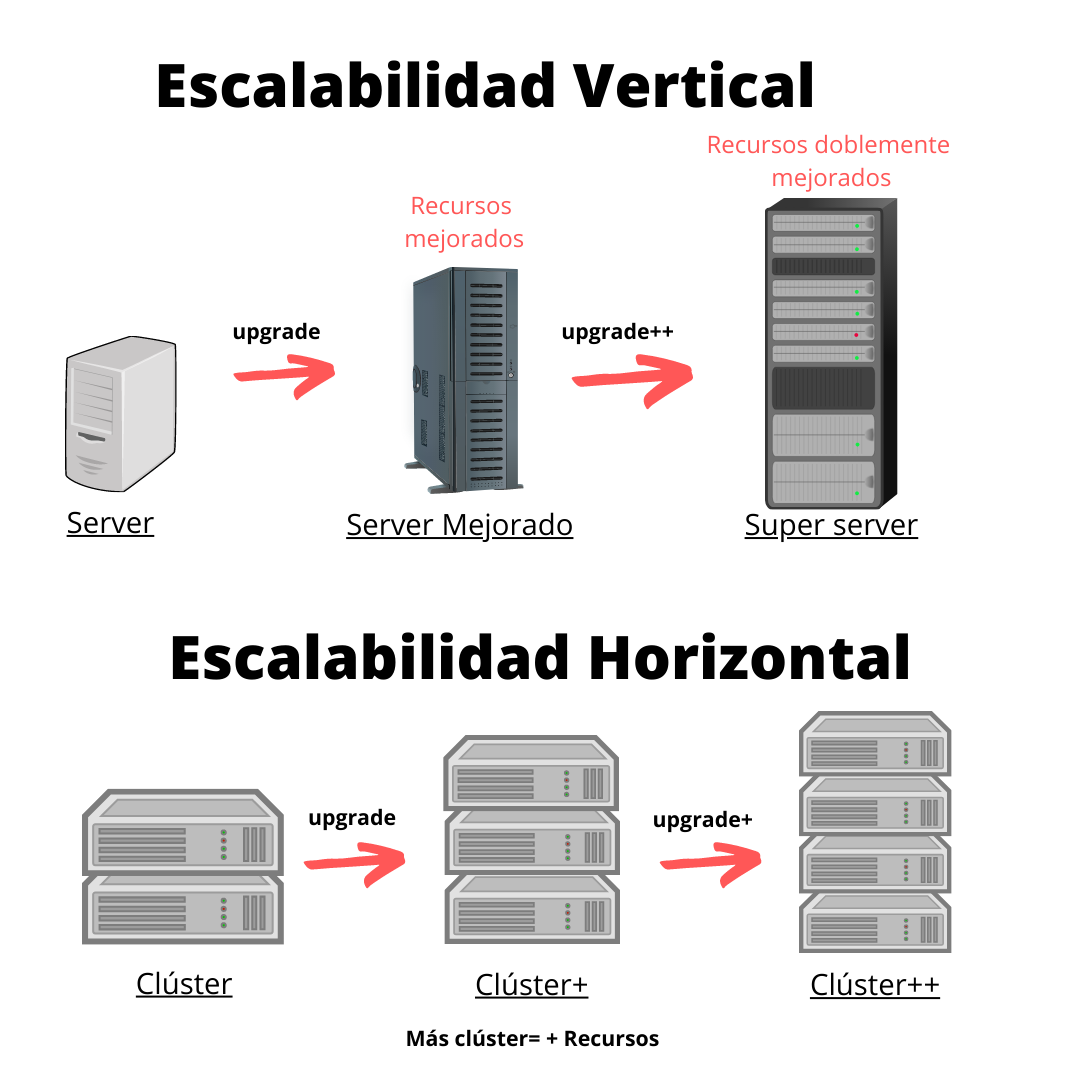 Escalabilidad Vertical
Recursos doblemente
mejorados
Recursos
mejorados
upgrade
upgrade++
Server
Server Mejorado
Super server
Escalabilidad Horizontal
upgrade
upgrade+
Clúster
Clúster+
Clúster++
Más clúster= + Recursos